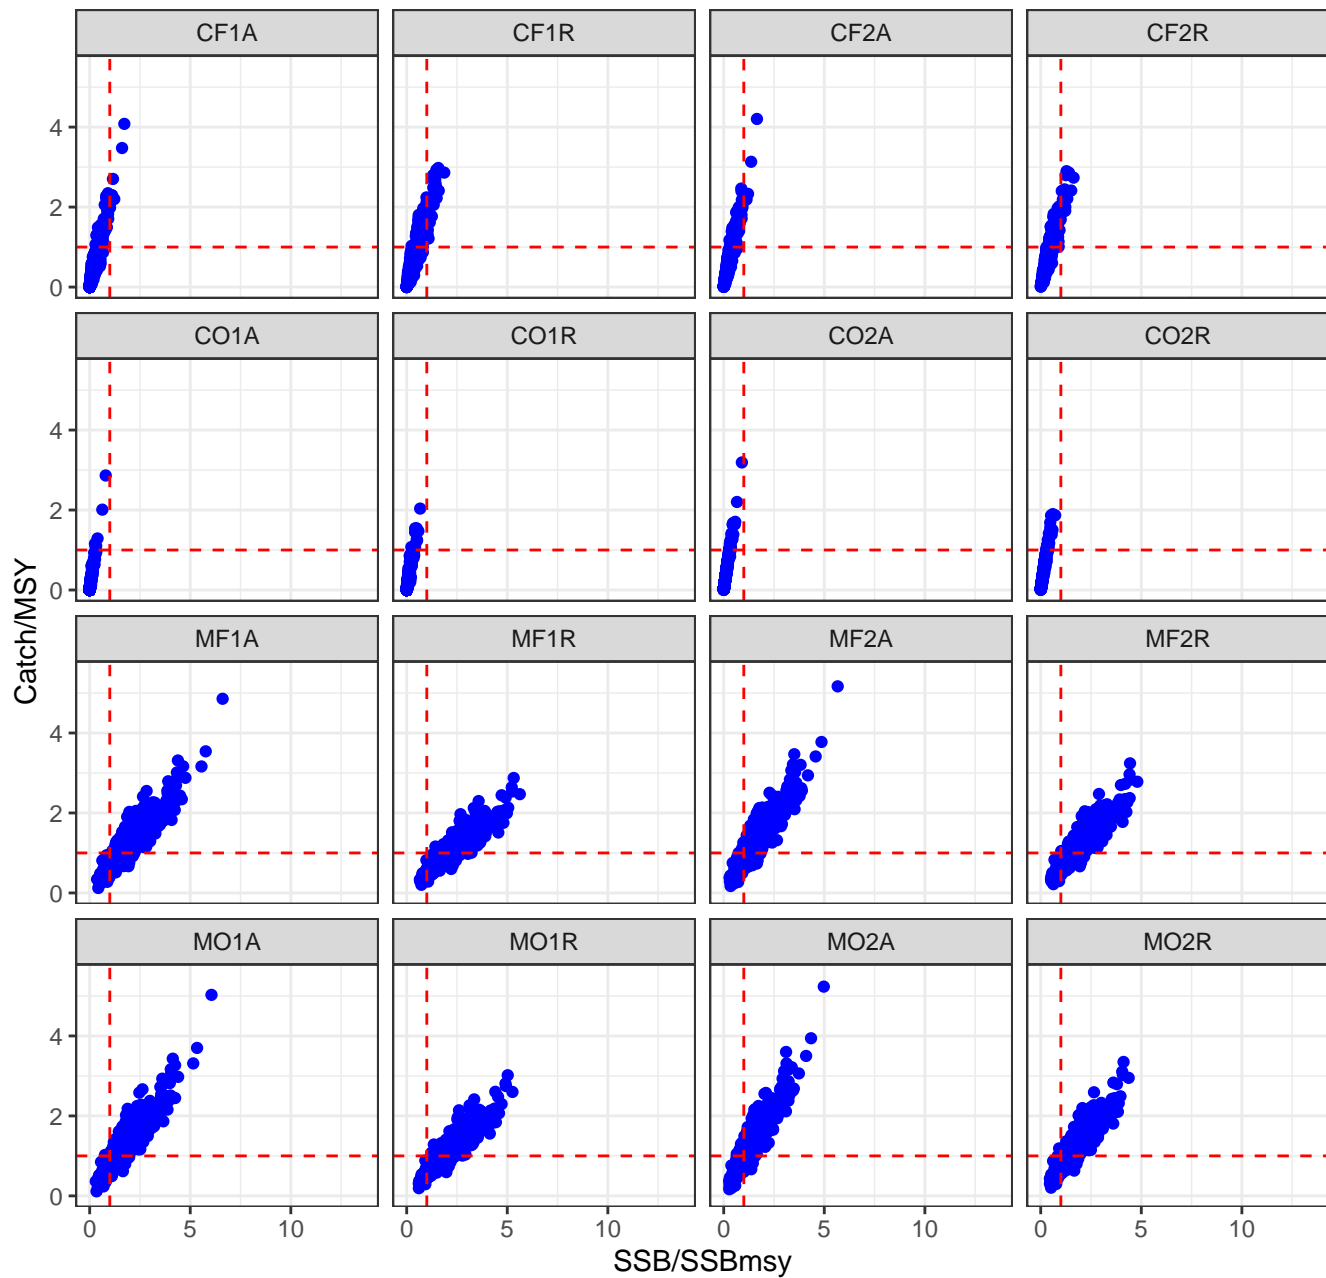 CF1A CF1R CF2A CF2R
4
2
0
CO1A CO1R CO2A CO2R
4
2
0
MF1A MF1R MF2A MF2R
4
2
0
MO1A MO1R MO2A MO2R
4
2
0
0 5 10 0 5 10 0 5 10 0 5 10
SSB/SSBmsy
Catch/MSY